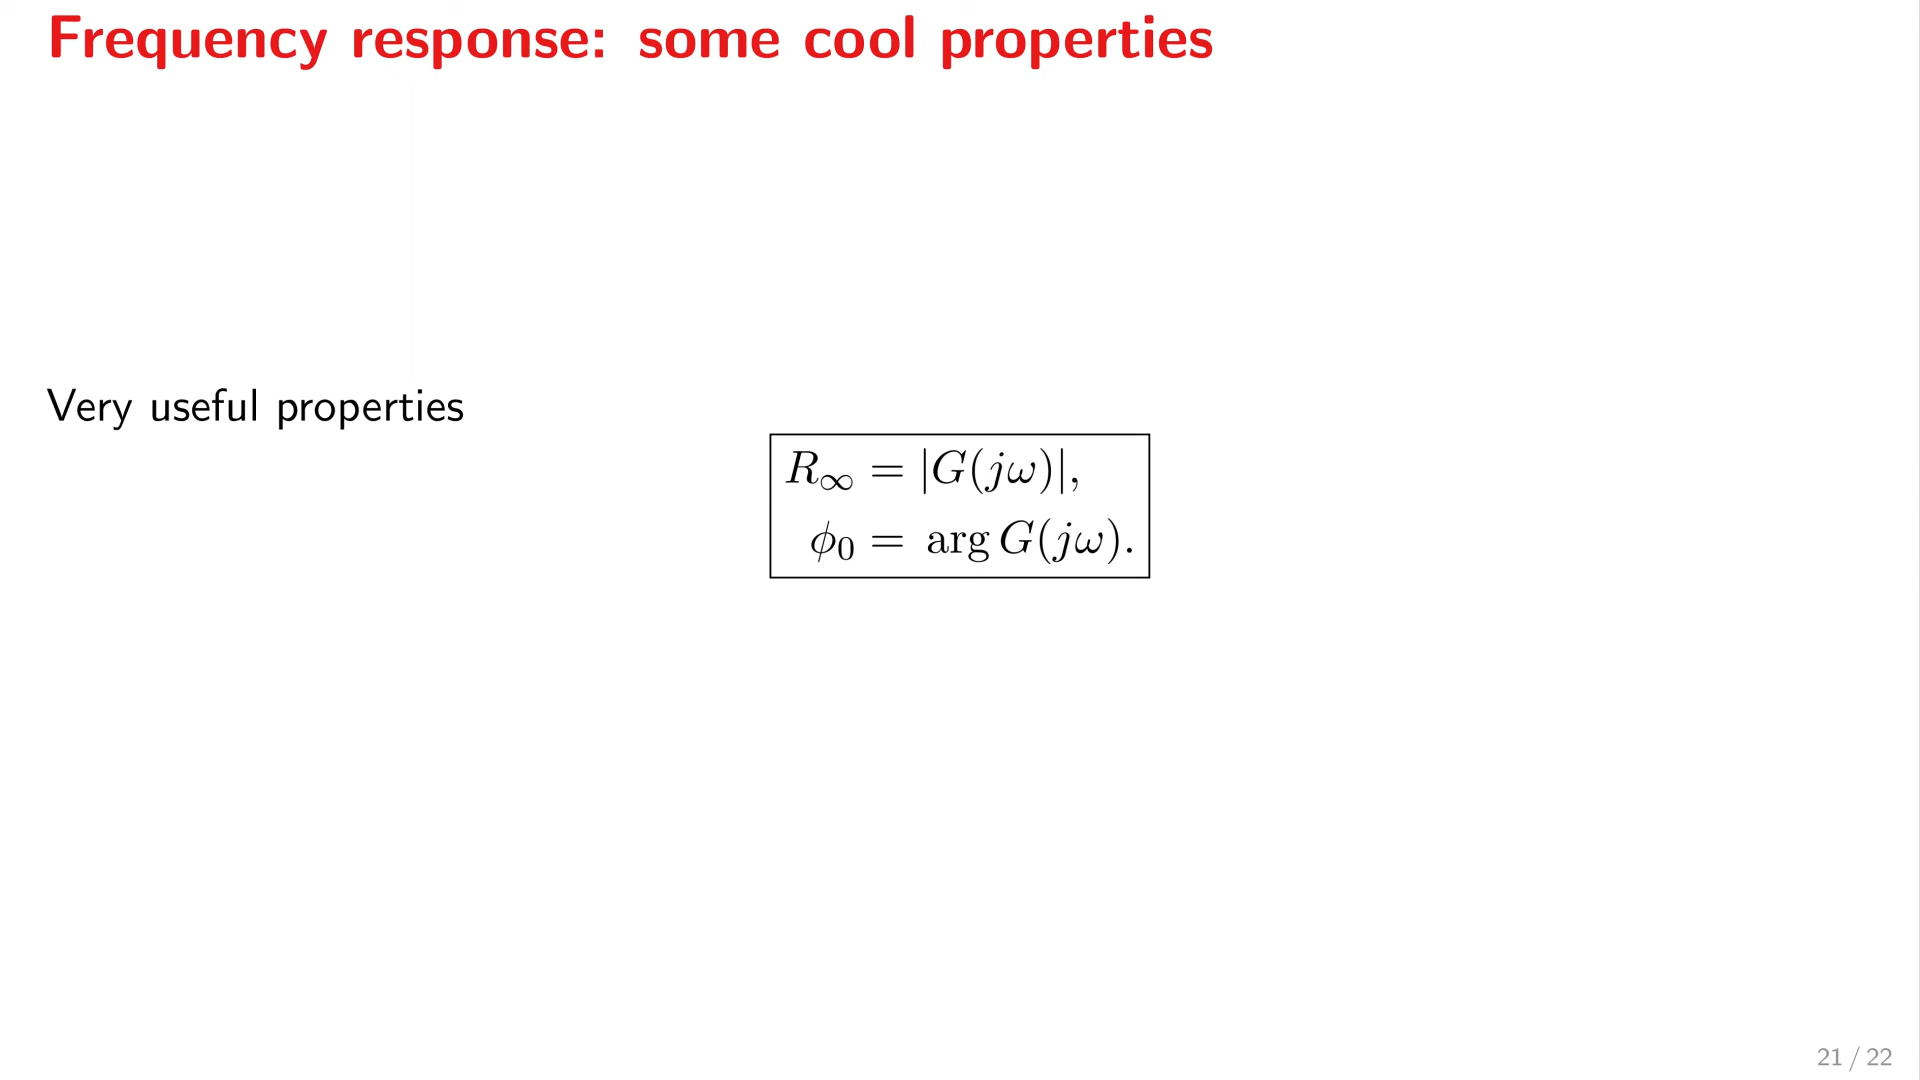 Frequency response: some cool properties
Very useful properties
R∞ = |G(jω)|,
ϕ0 = arg G(jω).
21 / 22